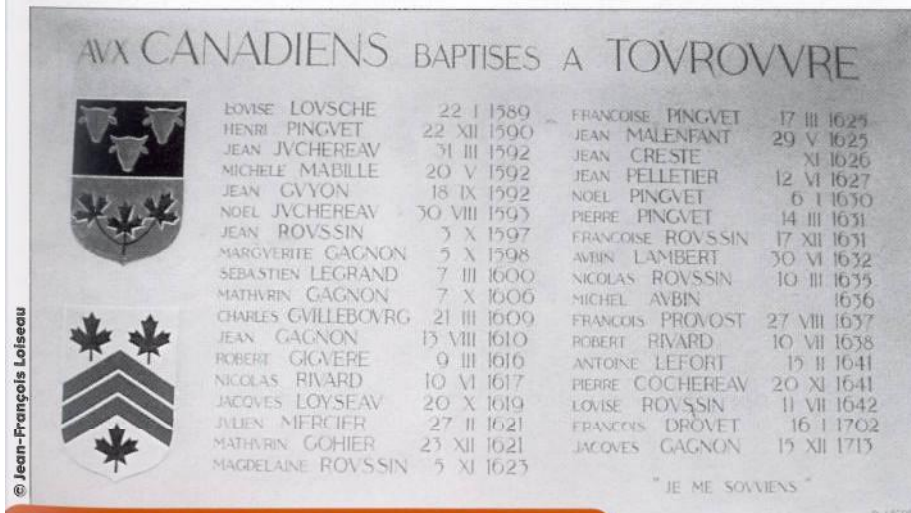 AVX CANADIENS BAPTISES A TOVROVVRE
LOVISE LOVSCHE 22 I 1589
HENRI PINGVET 22 XII 1590
JEAN JVCHEREAV 31 III 1592
MICHELE MABILLE 20 V 1592
JEAN GVYON 18 IX 1592
NOEL JVCHEREAV 30 VIII 1593
JEAN ROVSSIN 3 X 1597
MARGVERITE GAGNON 5 X 1598
SEBASTIEN LEGRAND 7 III 1600
MATHVRIN GAGNON 7 X 1606
CHARLES GVILLEBOVRG 21 III 1609
JEAN GAGNON 13 VIII 1610
ROBERT GIGVERE 9 III 1616
NICOLAS RIVARD 10 VI 1617
JACQVES LOYSEAV 20 X 1619
JVLIEN MERCIER 27 II 1621
MATHVRIN GOHIER 23 XII 1621
MAGDELAINE ROVSSIN 5 XI 1623
FRANCOISE PINGVET 17 III 1625
JEAN MALENFANT 29 V 1625
JEAN CRESTE XI 1626
JEAN PELLETIER 12 VI 1627
NOEL PINGVET 6 I 1630
PIERRE PINGVET 14 III 1631
FRANCOISE ROVSSIN 17 XII 1631
AVBIN LAMBERT 30 VI 1632
NICOLAS ROVSSIN 10 III 1635
MICHEL AVBIN 1636
FRANCOIS PROVOST 27 VIII 1637
ROBERT RIVARD 10 VII 1638
ANTOINE LEFORT 15 II 1641
PIERRE COCHEREAV 20 XI 1641
LOVISE ROVSSIN 11 VII 1642
FRANCOIS DROVET 16 I 1702
JACQVES GAGNON 15 XII 1713
"JE ME SOVVIENS"
© Jean-François Loiseau